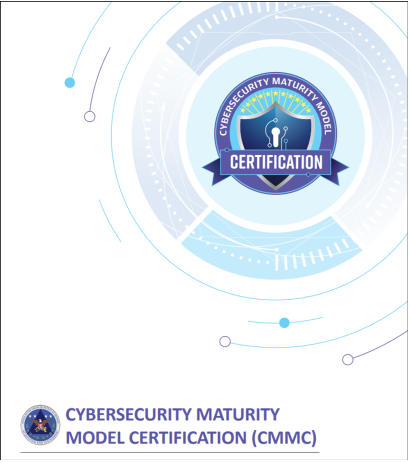 CYBERSECURITY MATURITY MODEL
CERTIFICATION
CYBERSECURITY MATURITY
MODEL CERTIFICATION (CMMC)